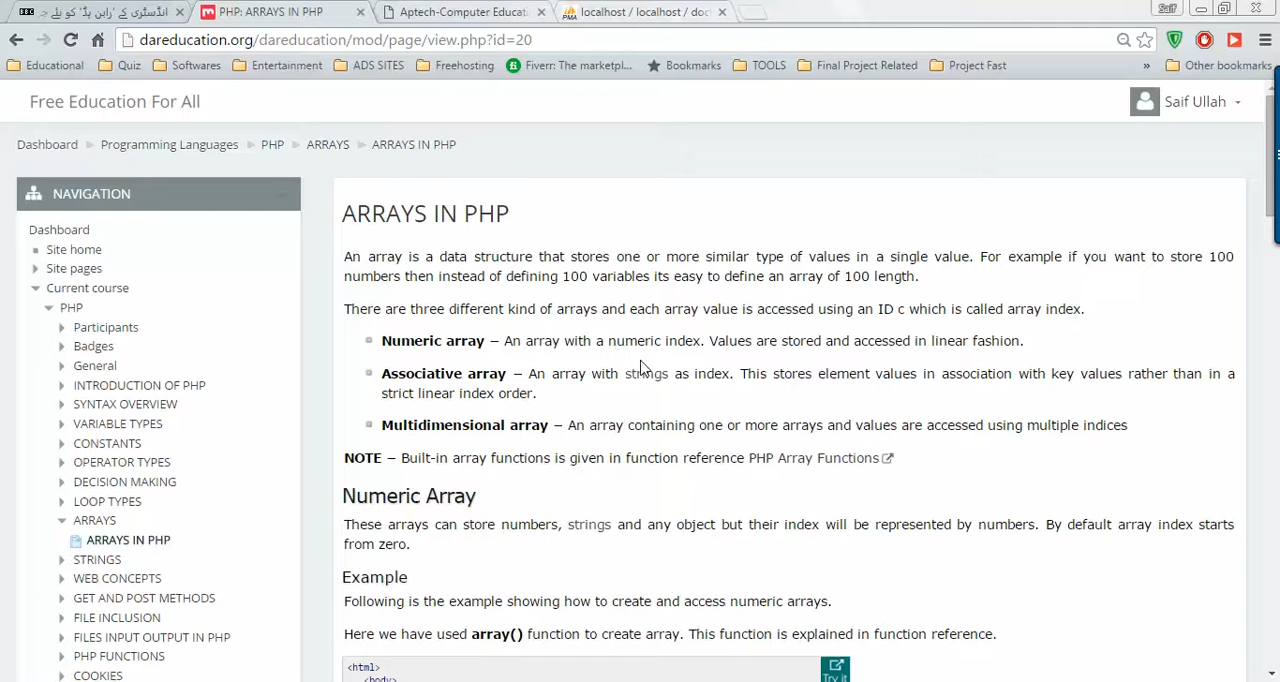 انڈسٹری کے 'رابن ہڈ' کو نئے
PHP: ARRAYS IN PHP
Aptech-Computer Educati
localhost / localhost / doc
Saif
dareducation.org/dareducation/mod/page/view.php?id=20
Educational
Quiz
Softwares
Entertainment
ADS SITES
Freehosting
Fiverr: The marketpl...
Bookmarks
TOOLS
Final Project Related
Project Fast
»
Other bookmarks
Free Education For All
Saif Ullah
Dashboard
Programming Languages
PHP
ARRAYS
ARRAYS IN PHP
NAVIGATION
Dashboard
Site home
Site pages
Current course
PHP
Participants
Badges
General
INTRODUCTION OF PHP
SYNTAX OVERVIEW
VARIABLE TYPES
CONSTANTS
OPERATOR TYPES
DECISION MAKING
LOOP TYPES
ARRAYS
ARRAYS IN PHP
STRINGS
WEB CONCEPTS
GET AND POST METHODS
FILE INCLUSION
FILES INPUT OUTPUT IN PHP
PHP FUNCTIONS
COOKIES
ARRAYS IN PHP
An array is a data structure that stores one or more similar type of values in a single value. For example if you want to store 100
numbers then instead of defining 100 variables its easy to define an array of 100 length.
There are three different kind of arrays and each array value is accessed using an ID c which is called array index.
Numeric array – An array with a numeric index. Values are stored and accessed in linear fashion.
Associative array – An array with strings as index. This stores element values in association with key values rather than in a
strict linear index order.
Multidimensional array – An array containing one or more arrays and values are accessed using multiple indices
NOTE – Built-in array functions is given in function reference PHP Array Functions
Numeric Array
These arrays can store numbers, strings and any object but their index will be represented by numbers. By default array index starts
from zero.
Example
Following is the example showing how to create and access numeric arrays.
Here we have used array() function to create array. This function is explained in function reference.
<html>
<body>
Try it